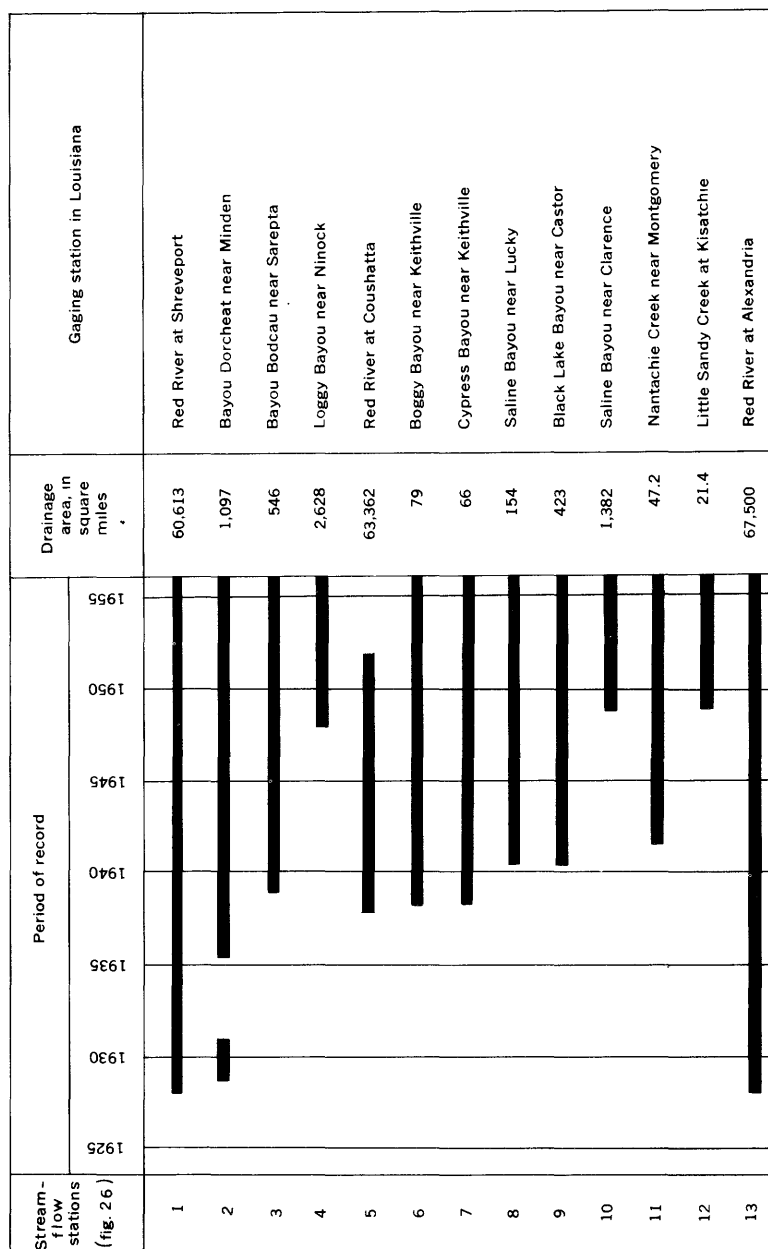 Stream-
flow
stations
(fig. 26)
Period of record
1925
1930
1935
1940
1945
1950
1955
Drainage
area, in
square
miles
Gaging station in Louisiana
1 60,613 Red River at Shreveport
2 1,097 Bayou Dorcheat near Minden
3 546 Bayou Bodcau near Sarepta
4 2,628 Loggy Bayou near Ninock
5 63,362 Red River at Coushatta
6 79 Boggy Bayou near Keithville
7 66 Cypress Bayou near Keithville
8 154 Saline Bayou near Lucky
9 423 Black Lake Bayou near Castor
10 1,382 Saline Bayou near Clarence
11 47.2 Nantachie Creek near Montgomery
12 21.4 Little Sandy Creek at Kisatchie
13 67,500 Red River at Alexandria